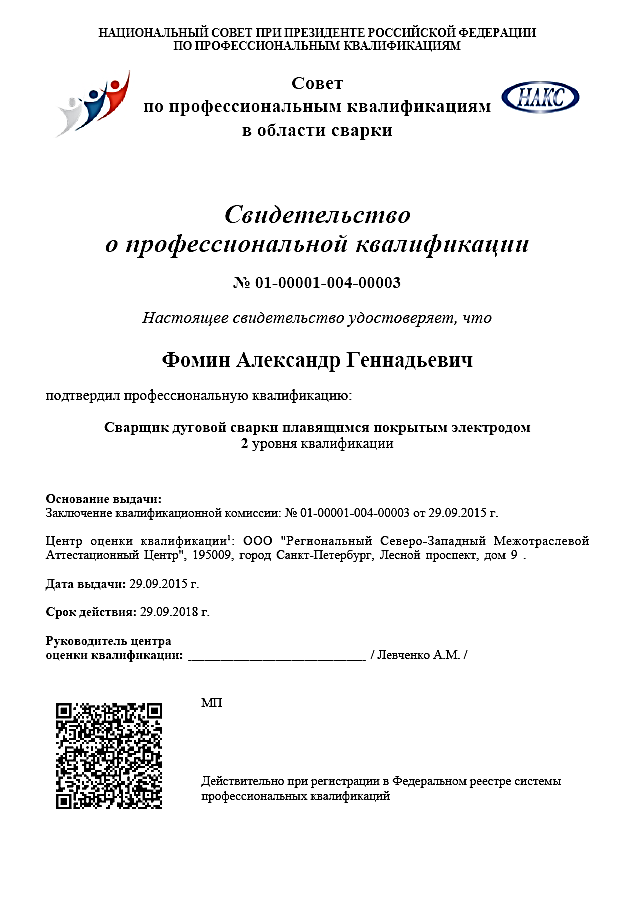 НАЦИОНАЛЬНЫЙ СОВЕТ ПРИ ПРЕЗИДЕНТЕ РОССИЙСКОЙ ФЕДЕРАЦИИ
ПО ПРОФЕССИОНАЛЬНЫМ КВАЛИФИКАЦИЯМ
Совет
по профессиональным квалификациям
в области сварки
НАКС
Свидетельство
о профессиональной квалификации
№ 01-00001-004-00003
Настоящее свидетельство удостоверяет, что
Фомин Александр Геннадьевич
подтвердил профессиональную квалификацию:
Сварщик дуговой сварки плавящимся покрытым электродом
2 уровня квалификации
Основание выдачи:
Заключение квалификационной комиссии: № 01-00001-004-00003 от 29.09.2015 г.
Центр оценки квалификации¹: ООО "Региональный Северо-Западный Межотраслевой
Аттестационный Центр", 195009, город Санкт-Петербург, Лесной проспект, дом 9 .
Дата выдачи: 29.09.2015 г.
Срок действия: 29.09.2018 г.
Руководитель центра
оценки квалификации: ____________________________ / Левченко А.М. /
МП
Действительно при регистрации в Федеральном реестре системы
профессиональных квалификаций